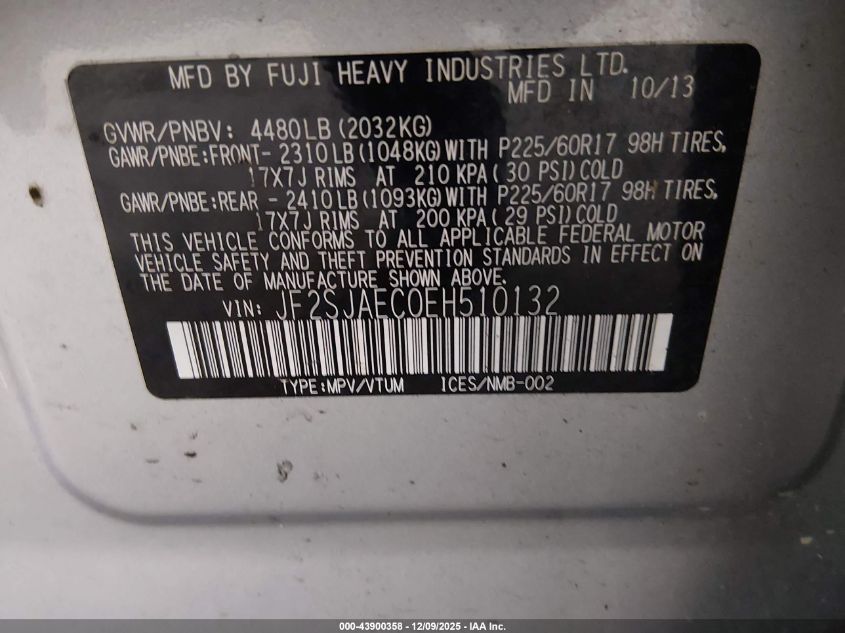 MFD BY FUJI HEAVY INDUSTRIES LTD.
MFD IN 10/13
GVWR/PNBV: 4480LB(2032KG)
GAWR/PNBE:FRONT- 2310LB(1048KG)WITH P225/60R17 98H TIRES,
17X7J RIMS AT 210 KPA(30 PSI)COLD
GAWR/PNBE:REAR - 2410LB(1093KG)WITH P225/60R17 98H TIRES,
17X7J RIMS AT 200 KPA(29 PSI)COLD
THIS VEHICLE CONFORMS TO ALL APPLICABLE FEDERAL MOTOR
VEHICLE SAFETY AND THEFT PREVENTION STANDARDS IN EFFECT ON
THE DATE OF MANUFACTURE SHOWN ABOVE.
VIN: JF2SJAEC0EH510132
TYPE:MPV/VTUM ICES/NMB-002
000-43900358 - 12/09/2025 - IAA Inc.